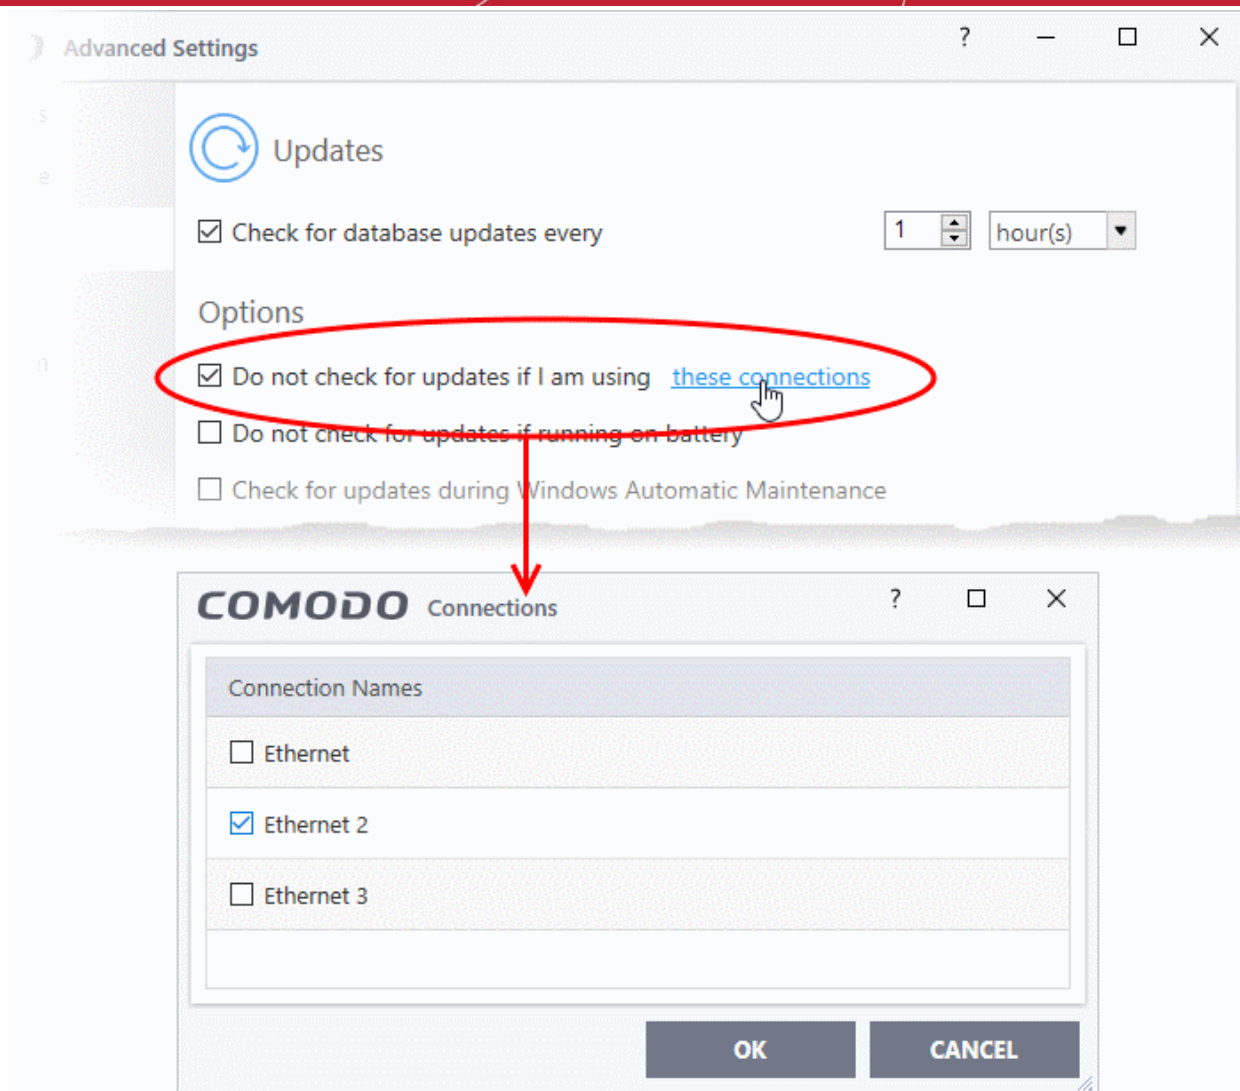 Advanced Settings
?
s
Updates
e
Check for database updates every 1 hour(s)
Options
n
Do not check for updates if I am using these connections
Do not check for updates if running on battery
Check for updates during Windows Automatic Maintenance
COMODO Connections ?
Connection Names
Ethernet
Ethernet 2
Ethernet 3
OK CANCEL